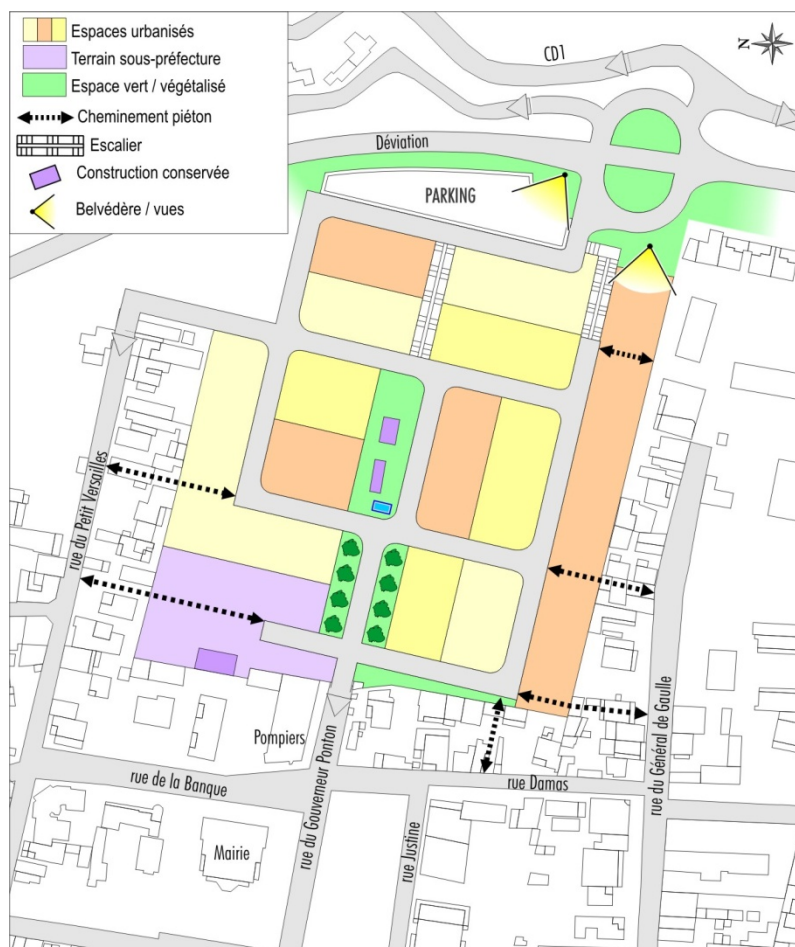 Espaces urbanisés
Terrain sous-préfecture
Espace vert / végétalisé
Cheminement piéton
Escalier
Construction conservée
Belvédère / vues
CD1
N
Déviation
PARKING
rue du Petit Versailles
Pompiers
rue de la Banque
Mairie
rue du Gouverneur Ponton
rue Justine
rue Damas
rue du Général de Gaulle